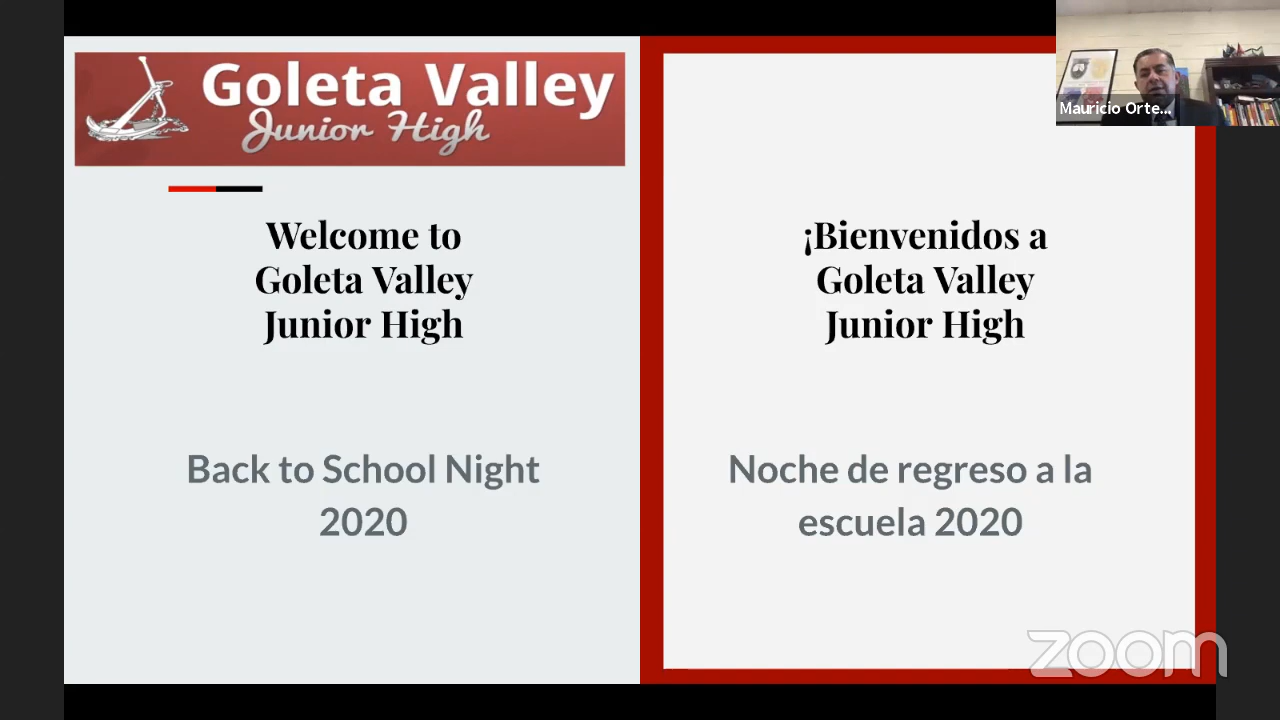 Goleta Valley
Junior High
Welcome to
Goleta Valley
Junior High
Back to School Night
2020
¡Bienvenidos a
Goleta Valley
Junior High
Noche de regreso a la
escuela 2020
Mauricio Orte...
zoom